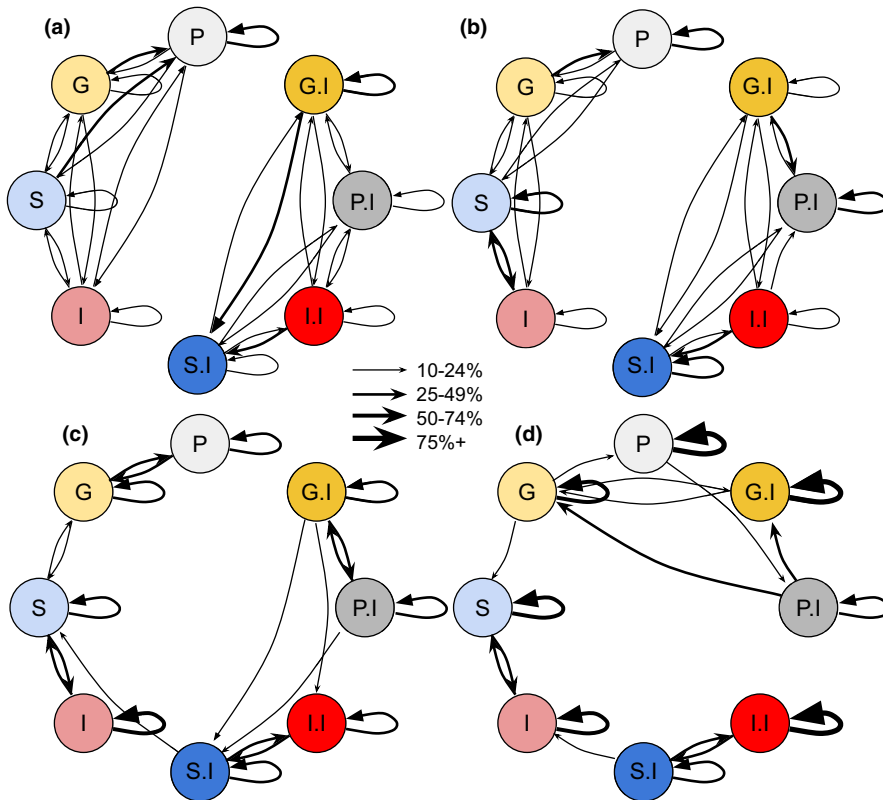 (a)
P
G
S
I
G.I
P.I
I.I
S.I
(b)
P
G
S
I
G.I
P.I
I.I
S.I
10-24%
25-49%
50-74%
75%+
(c)
P
G
S
I
G.I
P.I
I.I
S.I
(d)
P
G
S
I
G.I
P.I
I.I
S.I